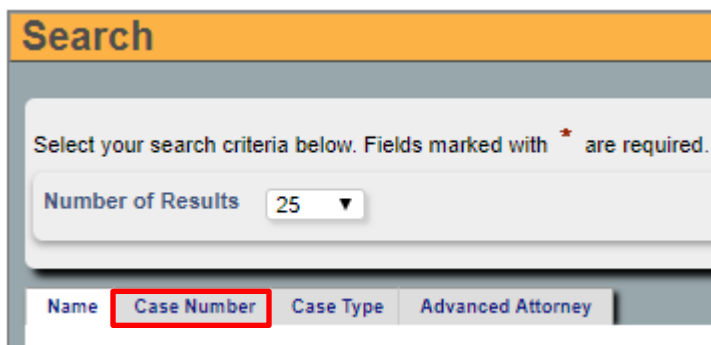 Search
Select your search criteria below. Fields marked with * are required.
Number of Results 25
Name Case Number Case Type Advanced Attorney